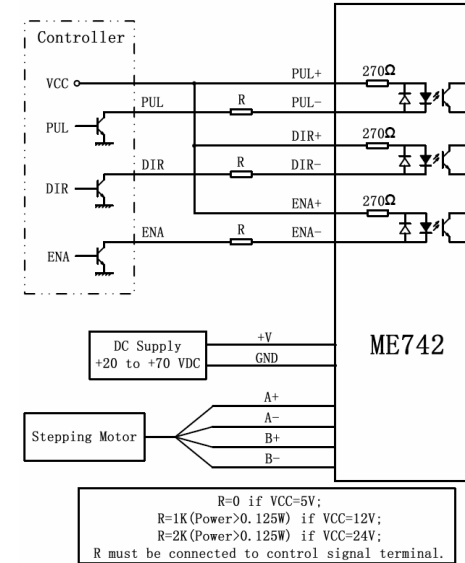 Controller
VCC
PUL+
270Ω
PUL
R
PUL-
PUL
DIR+
270Ω
DIR
R
DIR-
DIR
ENA+
270Ω
ENA
R
ENA-
ENA
ME742
DC Supply
+20 to +70 VDC
+V
GND
Stepping Motor
A+
A-
B+
B-
R=0 if VCC=5V;
R=1K(Power>0.125W) if VCC=12V;
R=2K(Power>0.125W) if VCC=24V;
R must be connected to control signal terminal.